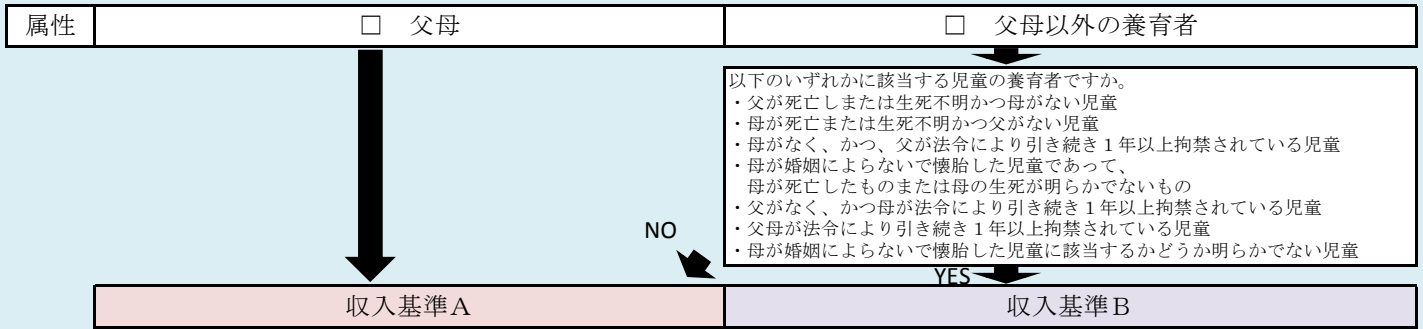 属性
□ 父母
□ 父母以外の養育者
以下のいずれかに該当する児童の養育者ですか。
・父が死亡しまたは生死不明かつ母がない児童
・母が死亡または生死不明かつ父がない児童
・母がなく、かつ、父が法令により引き続き１年以上拘禁されている児童
・母が婚姻によらないで懐胎した児童であって、
母が死亡したものまたは母の生死が明らかでないもの
・父がなく、かつ母が法令により引き続き１年以上拘禁されている児童
・父母が法令により引き続き１年以上拘禁されている児童
・母が婚姻によらないで懐胎した児童に該当するかどうか明らかでない児童
NO
YES
収入基準Ａ
収入基準Ｂ